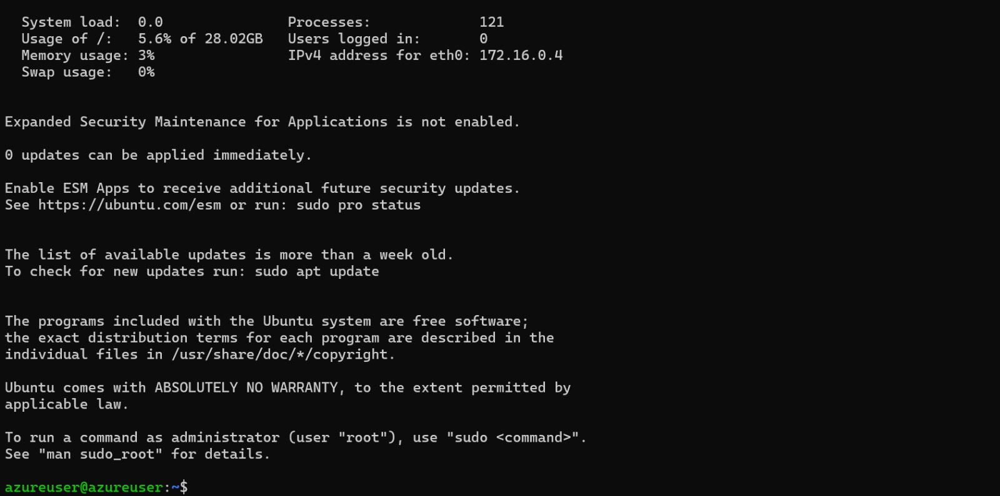 System load:  0.0               Processes:             121
Usage of /:   5.6% of 28.02GB   Users logged in:       0
Memory usage: 3%                IPv4 address for eth0: 172.16.0.4
Swap usage:   0%
Expanded Security Maintenance for Applications is not enabled.
0 updates can be applied immediately.
Enable ESM Apps to receive additional future security updates.
See https://ubuntu.com/esm or run: sudo pro status
The list of available updates is more than a week old.
To check for new updates run: sudo apt update
The programs included with the Ubuntu system are free software;
the exact distribution terms for each program are described in the
individual files in /usr/share/doc/*/copyright.
Ubuntu comes with ABSOLUTELY NO WARRANTY, to the extent permitted by
applicable law.
To run a command as administrator (user "root"), use "sudo <command>".
See "man sudo_root" for details.
azureuser@azureuser:~$